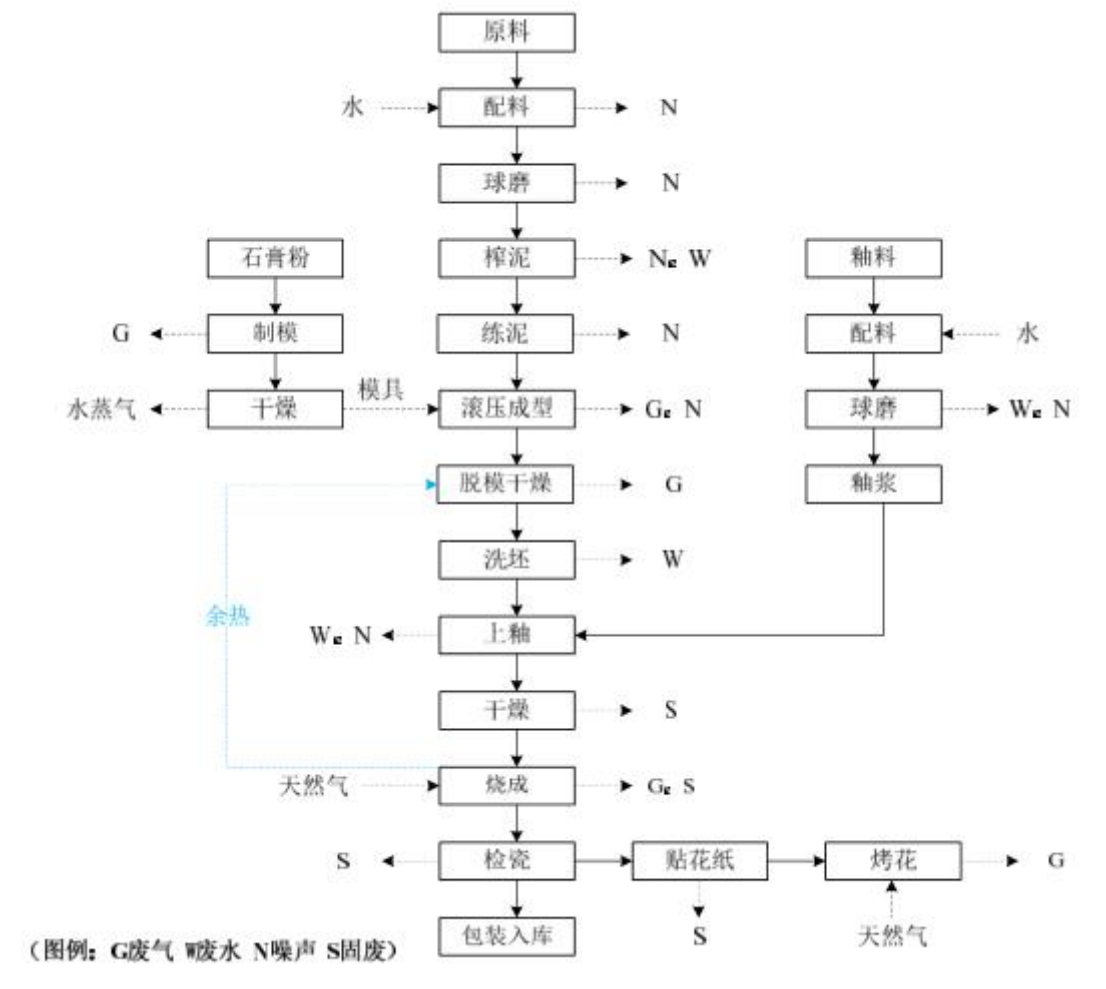 原料
水 配料 N
球磨 N
石膏粉 榨泥 N、W 釉料
G 制模 练泥 N 配料 水
水蒸气 干燥 模具 滚压成型 G、N 球磨 W、N
脱模干燥 G 釉浆
洗坯 W
余热
W、N 上釉
干燥 S
天然气 烧成 G、S
S 检瓷 贴花纸 烤花 G
包装入库 S 天然气
（图例：G废气 W废水 N噪声 S固废）